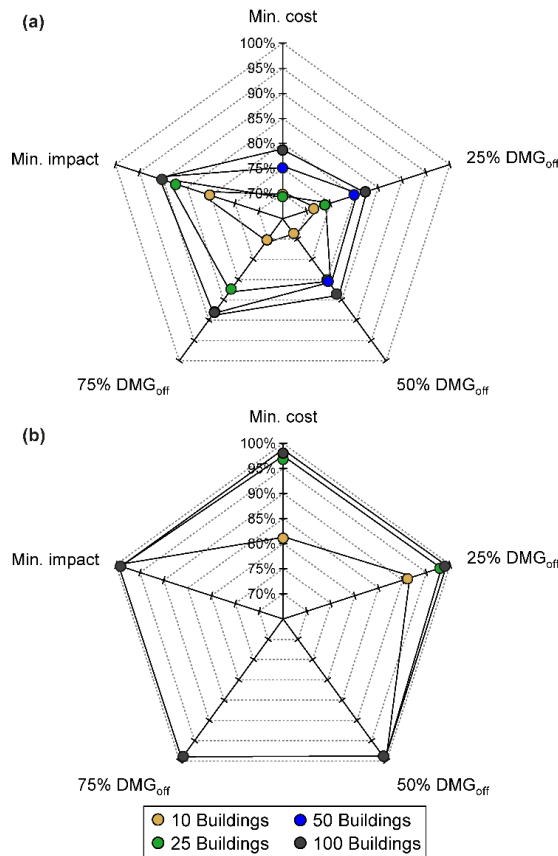 (a)
Min. cost
100%
95%
90%
85%
80%
75%
70%
25% DMGoff
Min. impact
75% DMGoff
50% DMGoff
(b)
Min. cost
100%
95%
90%
85%
80%
75%
70%
25% DMGoff
Min. impact
75% DMGoff
50% DMGoff
10 Buildings
50 Buildings
25 Buildings
100 Buildings